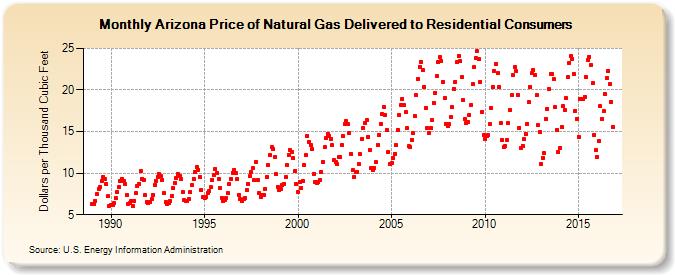 Monthly Arizona Price of Natural Gas Delivered to Residential Consumers
Dollars per Thousand Cubic Feet
25
20
15
10
5
1990 1995 2000 2005 2010 2015
Source: U.S. Energy Information Administration